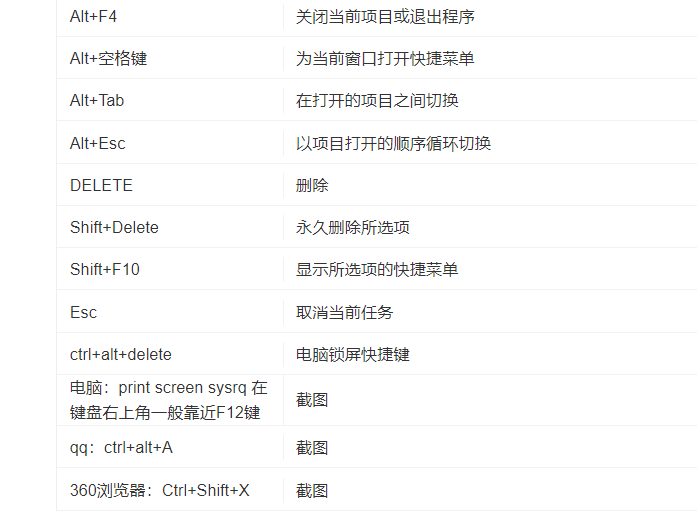 Alt+F4 关闭当前项目或退出程序
Alt+空格键 为当前窗口打开快捷菜单
Alt+Tab 在打开的项目之间切换
Alt+Esc 以项目打开的顺序循环切换
DELETE 删除
Shift+Delete 永久删除所选项
Shift+F10 显示所选项的快捷菜单
Esc 取消当前任务
ctrl+alt+delete 电脑锁屏快捷键
电脑：print screen sysrq 在
键盘右上角一般靠近F12键 截图
qq：ctrl+alt+A 截图
360浏览器：Ctrl+Shift+X 截图